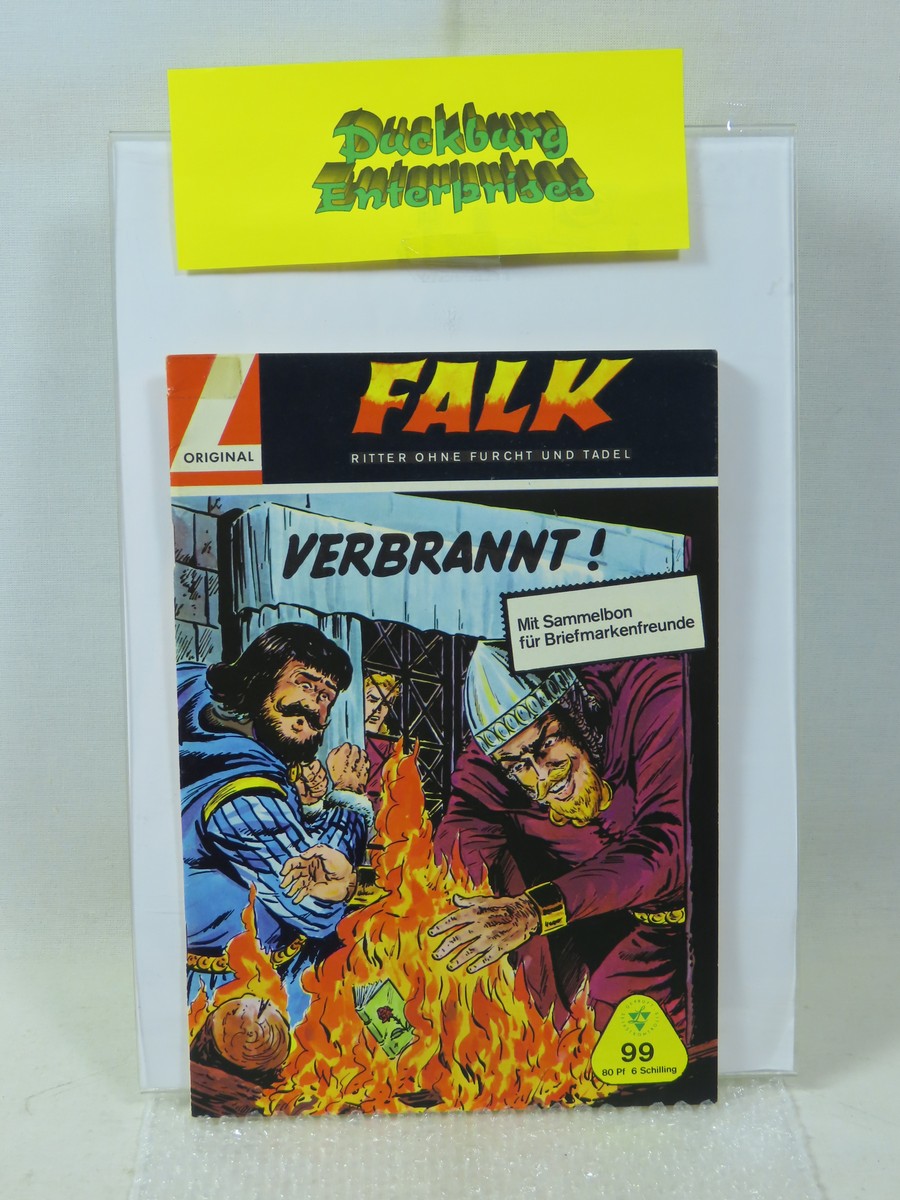 Duckburg
Enterprises
ORIGINAL
FALK
RITTER OHNE FURCHT UND TADEL
VERBRANNT!
Mit Sammelbon
für Briefmarkenfreunde
99
80 Pf 6 Schilling